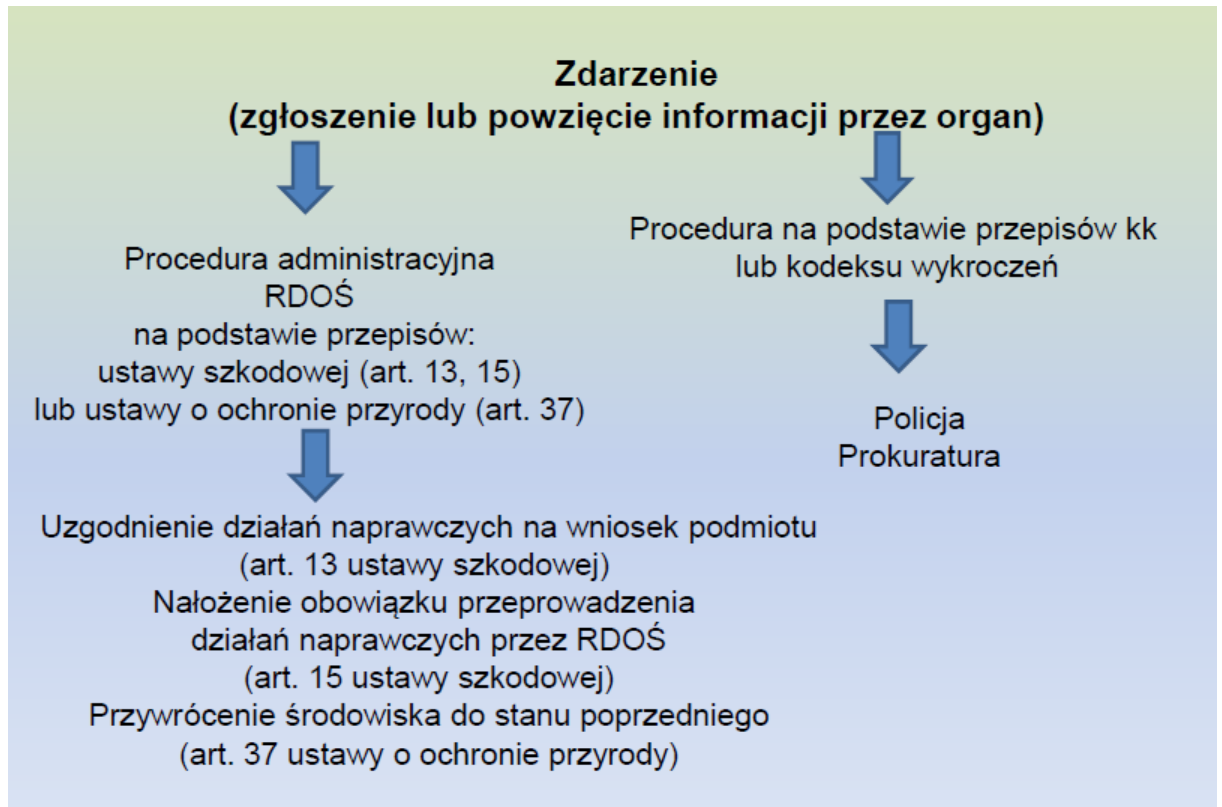 Zdarzenie
(zgłoszenie lub powzięcie informacji przez organ)
Procedura administracyjna
RDOŚ
na podstawie przepisów:
ustawy szkodowej (art. 13, 15)
lub ustawy o ochronie przyrody (art. 37)
Uzgodnienie działań naprawczych na wniosek podmiotu
(art. 13 ustawy szkodowej)
Nałożenie obowiązku przeprowadzenia
działań naprawczych przez RDOŚ
(art. 15 ustawy szkodowej)
Przywrócenie środowiska do stanu poprzedniego
(art. 37 ustawy o ochronie przyrody)
Procedura na podstawie przepisów kk
lub kodeksu wykroczeń
Policja
Prokuratura